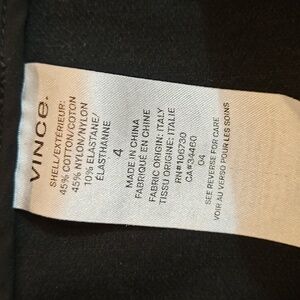 VINCE.
SHELL/EXTÉRIEUR:
45% COTTON/COTON
45% NYLON/NYLON
10% ELASTANE/
ÉLASTHANNE
4
MADE IN CHINA
FABRIQUÉ EN CHINE
FABRIC ORIGIN: ITALY
TISSU ORIGINE: ITALIE
RN#106730
CA#34460
04
SEE REVERSE FOR CARE
VOIR AU VERSO POUR LES SOINS